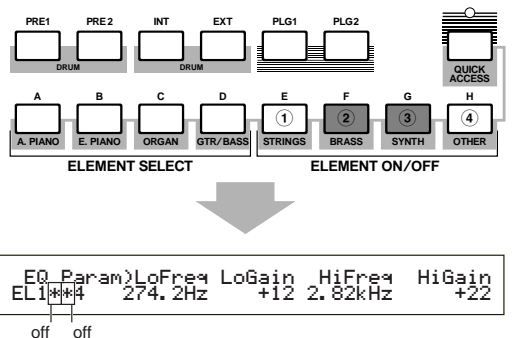 PRE1 PRE2 INT EXT PLG1 PLG2
DRUM DRUM
QUICK
ACCESS
A B C D E F G H
① ② ③ ④
A. PIANO E. PIANO ORGAN GTR/BASS STRINGS BRASS SYNTH OTHER
ELEMENT SELECT ELEMENT ON/OFF
EQ Param)LoFreq LoGain HiFreq HiGain
EL1**4 274.2Hz +12 2.82kHz +22
off off